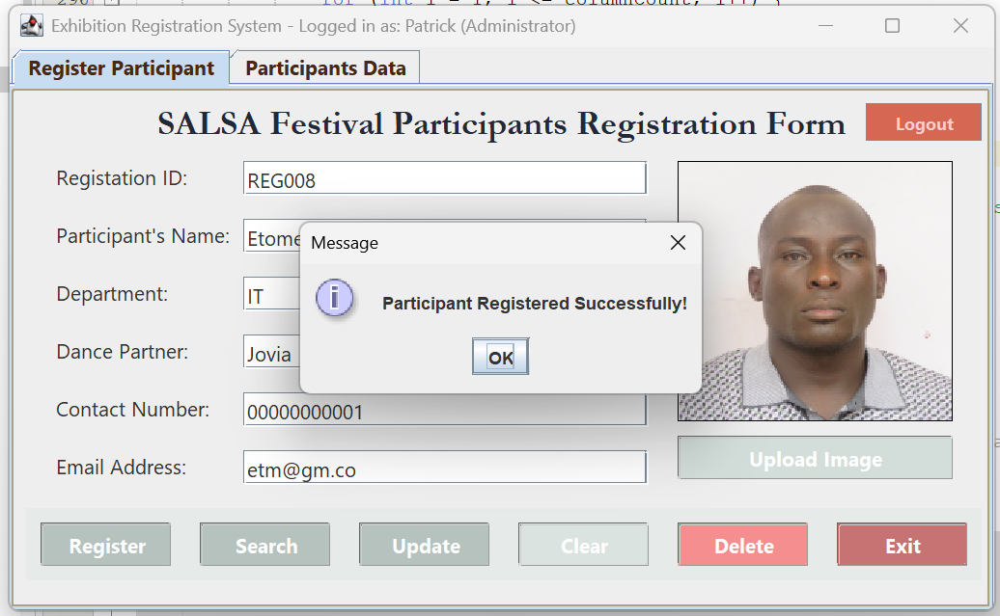 Exhibition Registration System - Logged in as: Patrick (Administrator)
Register Participant
Participants Data
SALSA Festival Participants Registration Form
Logout
Registation ID:
REG008
Participant's Name:
Department:
IT
Dance Partner:
Jovia
Contact Number:
00000000001
Email Address:
etm@gm.co
Message
Participant Registered Successfully!
OK
Upload Image
Register
Search
Update
Clear
Delete
Exit